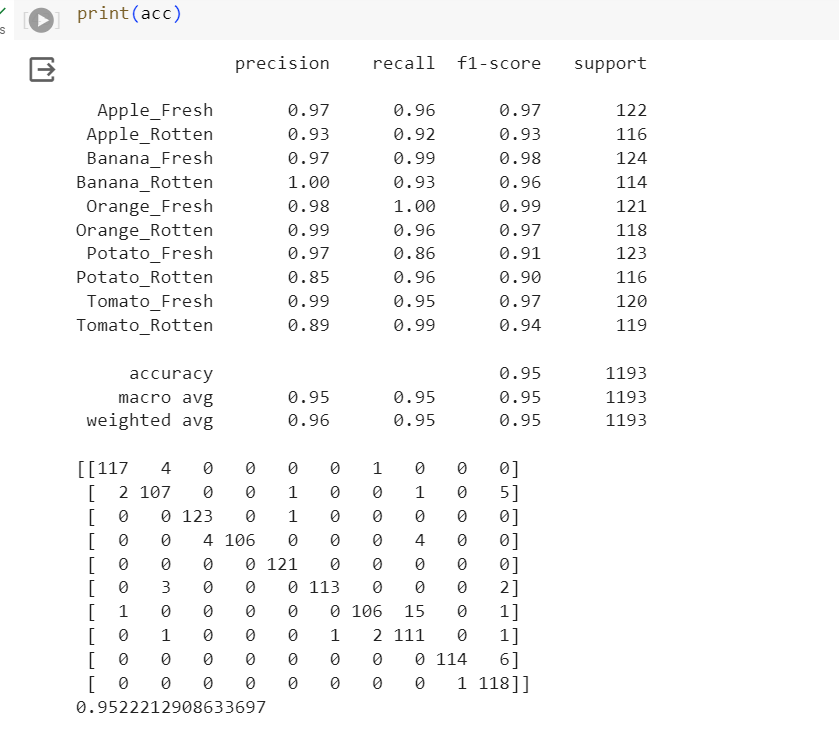 print(acc)
s
precision recall f1-score support
Apple_Fresh 0.97 0.96 0.97 122
Apple_Rotten 0.93 0.92 0.93 116
Banana_Fresh 0.97 0.99 0.98 124
Banana_Rotten 1.00 0.93 0.96 114
Orange_Fresh 0.98 1.00 0.99 121
Orange_Rotten 0.99 0.96 0.97 118
Potato_Fresh 0.97 0.86 0.91 123
Potato_Rotten 0.85 0.96 0.90 116
Tomato_Fresh 0.99 0.95 0.97 120
Tomato_Rotten 0.89 0.99 0.94 119
accuracy 0.95 1193
macro avg 0.95 0.95 0.95 1193
weighted avg 0.96 0.95 0.95 1193
[[117 4 0 0 0 0 1 0 0 0]
[ 2 107 0 0 1 0 0 1 0 5]
[ 0 0 123 0 1 0 0 0 0 0]
[ 0 0 4 106 0 0 0 4 0 0]
[ 0 0 0 0 121 0 0 0 0 0]
[ 0 3 0 0 0 113 0 0 0 2]
[ 1 0 0 0 0 0 106 15 0 1]
[ 0 1 0 0 0 1 2 111 0 1]
[ 0 0 0 0 0 0 0 0 114 6]
[ 0 0 0 0 0 0 0 0 1 118]]
0.9522212908633697